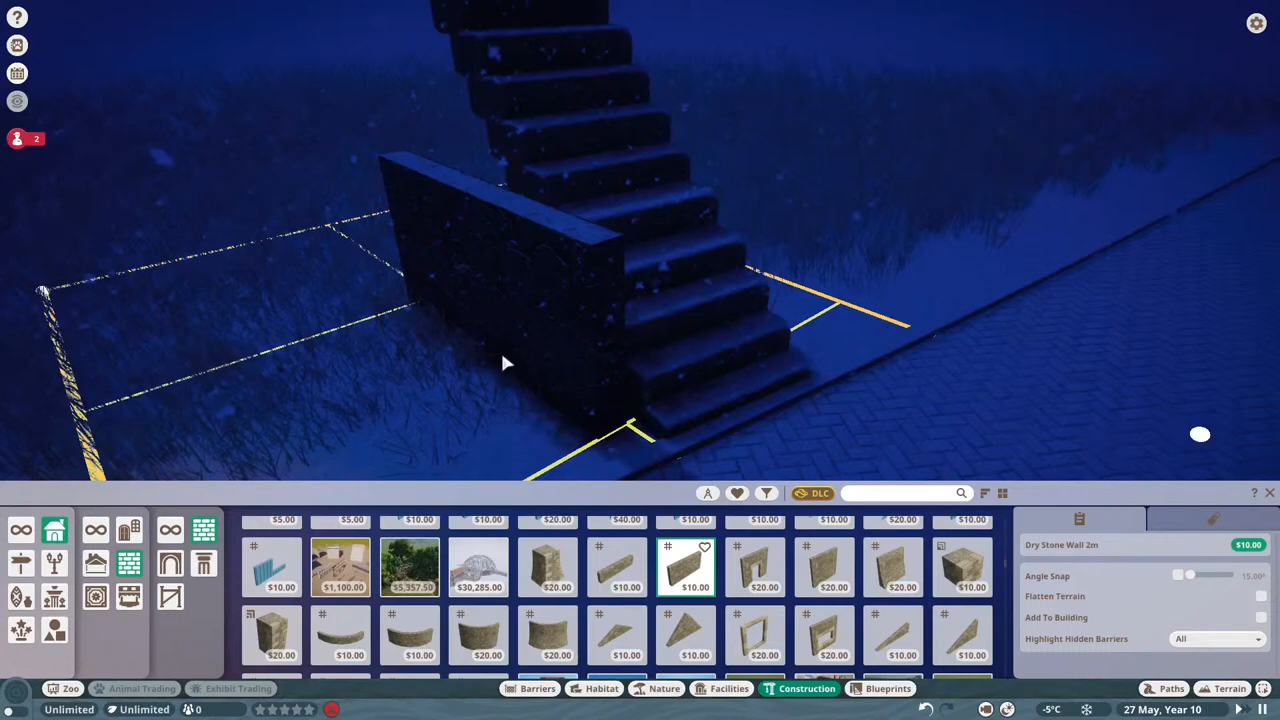 ?
2
DLC
? ×
$5.00 $5.00 $10.00 $10.00 $20.00 $40.00 $10.00 $10.00 $20.00 $20.00 $10.00
$10.00 $1,100.00 $5,357.50 $30,285.00 $20.00 $10.00 $10.00 $20.00 $20.00 $20.00 $10.00
$20.00 $10.00 $10.00 $20.00 $20.00 $10.00 $10.00 $20.00 $20.00 $10.00 $10.00
Dry Stone Wall 2m $10.00
Angle Snap 15.00°
Flatten Terrain
Add To Building
Highlight Hidden Barriers All
Zoo Animal Trading Exhibit Trading Barriers Habitat Nature Facilities Construction Blueprints Paths Terrain
Unlimited Unlimited 0 -5°C 27 May, Year 10